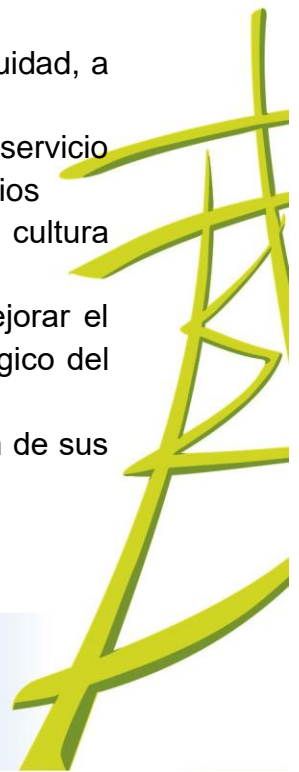 uidad, a
servicio
ios
cultura
ejorar el
gico del
de sus